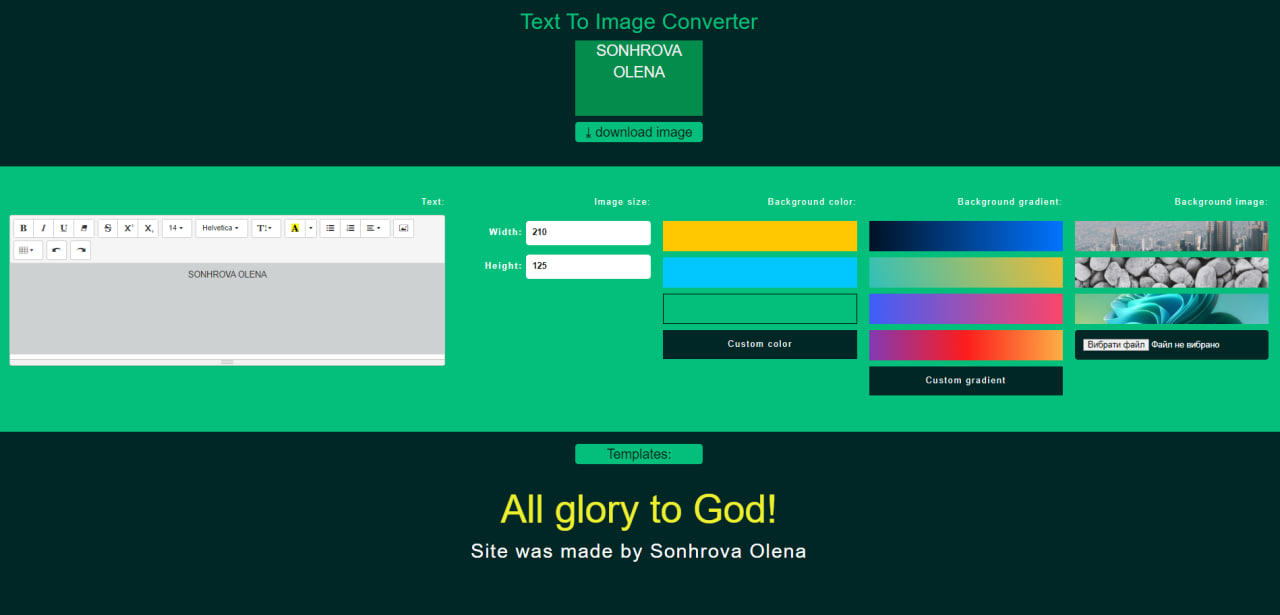 Text To Image Converter
SONHROVA
OLENA
download image
Text:
B I U S X² X₂ 14 Helvetica T! A
SONHROVA OLENA
Image size:
Width: 210
Height: 125
Background color:
Custom color
Background gradient:
Custom gradient
Background image:
Вибрати файл Файл не вибрано
Templates:
All glory to God!
Site was made by Sonhrova Olena